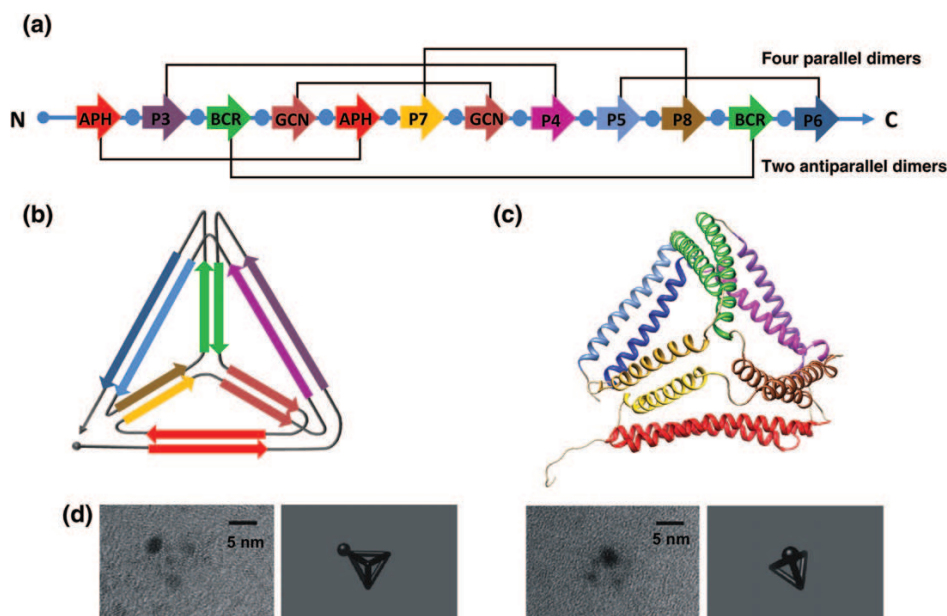 (a)
Four parallel dimers
N APH P3 BCR GCN APH P7 GCN P4 P5 P8 BCR P6 C
Two antiparallel dimers
(b)
(c)
(d)
5 nm
5 nm